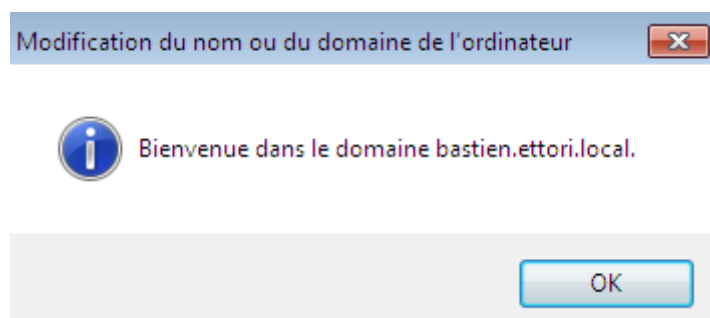 Modification du nom ou du domaine de l'ordinateur
Bienvenue dans le domaine bastien.ettori.local.
OK